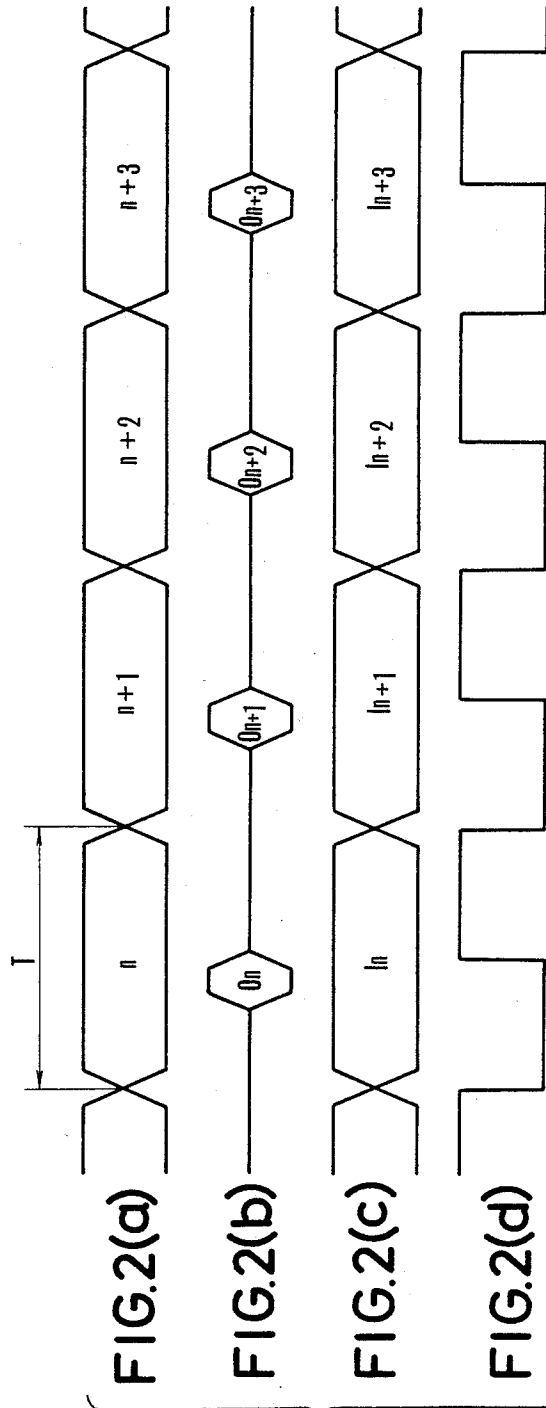 T
FIG.2(a)
n
n+1
n+2
n+3
FIG.2(b)
On
On+1
On+2
On+3
FIG.2(c)
In
In+1
In+2
In+3
FIG.2(d)